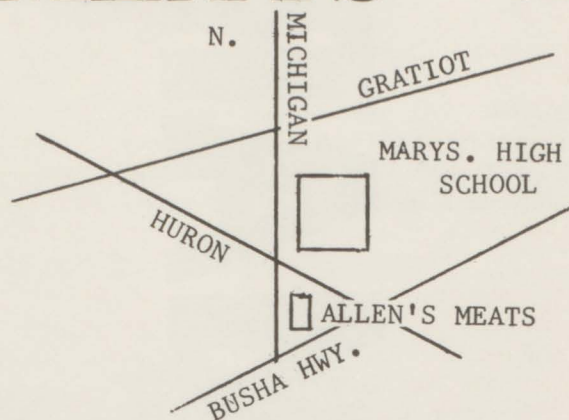 N.
MICHIGAN
GRATIOT
MARYS. HIGH
SCHOOL
HURON
ALLEN'S MEATS
BUSHA HWY.